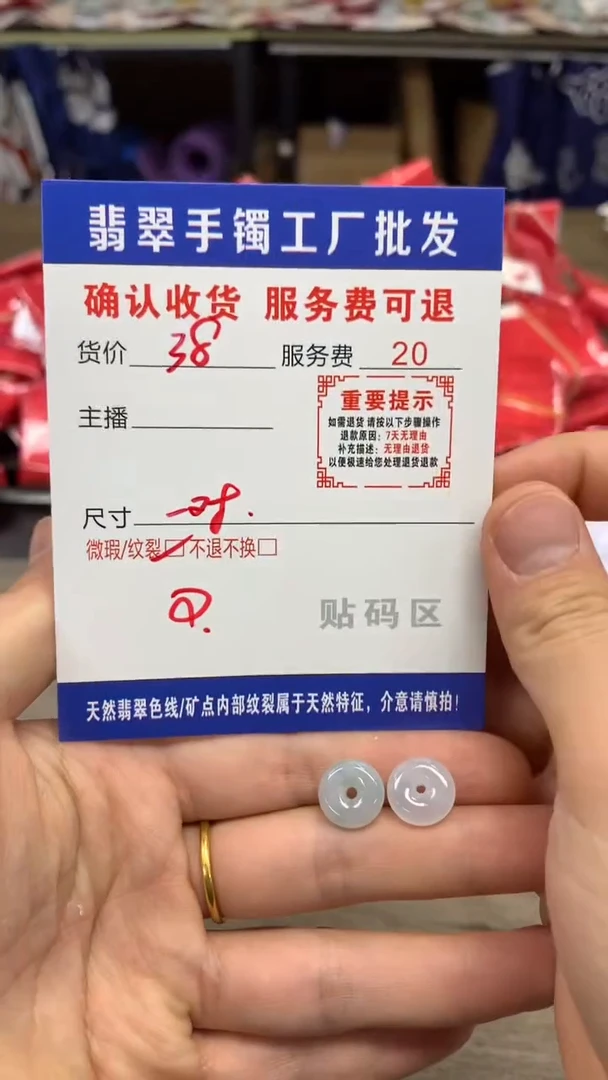 翡翠手镯工厂批发
确认收货 服务费可退
货价 38 服务费 20
主播
重要提示
如需退货 请按以下步骤操作
退款原因：7天无理由
补充描述：无理由退货
以便极速给您处理退货退款
尺寸
微瑕/纹裂□不退不换□
贴码区
天然翡翠色线/矿点内部纹裂属于天然特征，介意请慎拍！